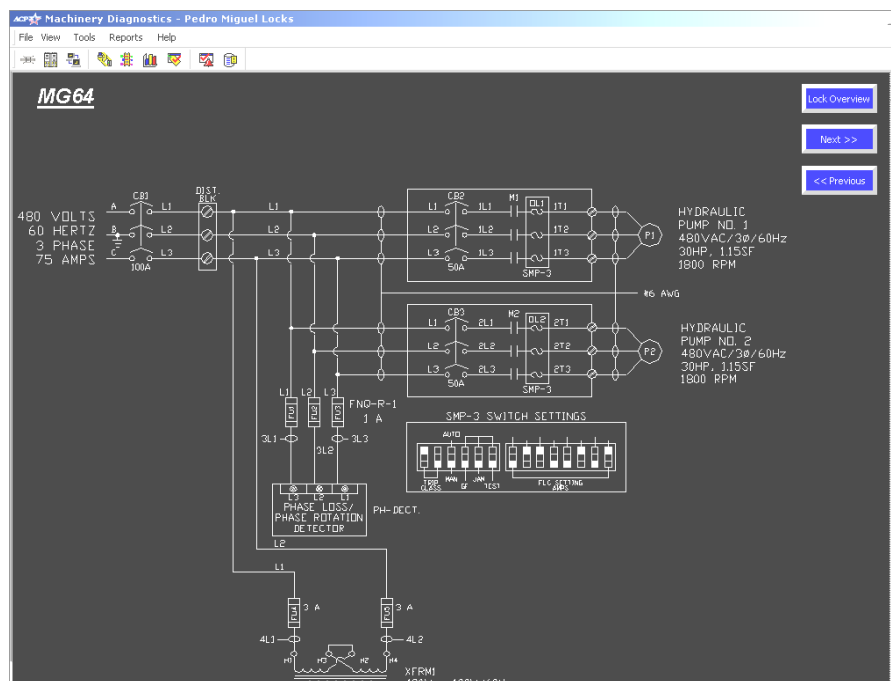 ACP Machinery Diagnostics - Pedro Miguel Locks
File View Tools Reports Help
MG64
Lock Overview
Next >>
<< Previous
480 VOLTS
60 HERTZ
3 PHASE
75 AMPS
A
B
C
CB1
100A
L1
L2
L3
DIST.
BLK
L1
L2
L3
CB2
L1
L2
L3
50A
1L1
1L2
1L3
M1
OL1
SMP-3
1T1
1T2
1T3
P1
HYDRAULIC
PUMP NO. 1
480VAC/3Ø/60Hz
30HP, 1.15SF
1800 RPM
#6 AWG
CB3
L1
L2
L3
50A
2L1
2L2
2L3
M2
OL2
SMP-3
2T1
2T2
2T3
P2
HYDRAULIC
PUMP NO. 2
480VAC/3Ø/60Hz
30HP, 1.15SF
1800 RPM
L1 L2 L3
FU1 FU2 FU3
FNQ-R-1
1 A
3L1
3L2
3L3
L3 L2 L1
PHASE LOSS/
PHASE ROTATION
DETECTOR
PH-DECT.
SMP-3 SWITCH SETTINGS
AUTO
TRIP
CLASS
MAN
GF
JAM
TEST
FLC SETTING
AMPS
L2
L1
FU4
3 A
FU5
3 A
4L1
4L2
H1 H3 H2 H4
XFRM1